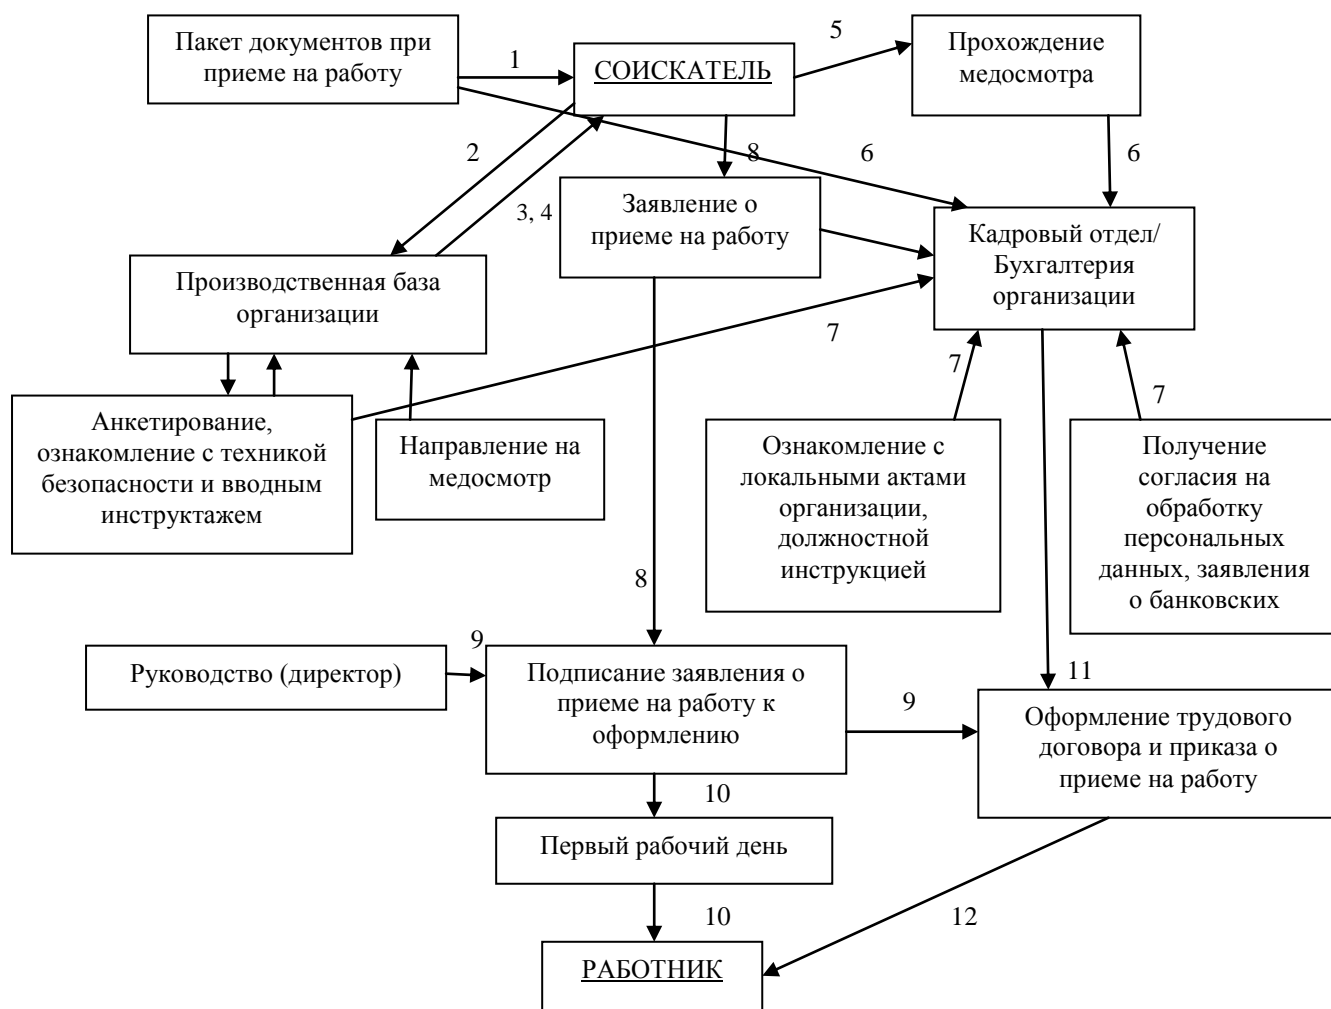 Пакет документов при
приеме на работу
1
СОИСКАТЕЛЬ
5
Прохождение
медосмотра
2
3, 4
8
6
6
Заявление о
приеме на работу
Кадровый отдел/
Бухгалтерия
организации
Производственная база
организации
7
7
7
Анкетирование,
ознакомление с техникой
безопасности и вводным
инструктажем
Направление на
медосмотр
Ознакомление с
локальными актами
организации,
должностной
инструкцией
Получение
согласия на
обработку
персональных
данных, заявления
о банковских
8
9
Руководство (директор)
Подписание заявления о
приеме на работу к
оформлению
9
11
Оформление трудового
договора и приказа о
приеме на работу
10
Первый рабочий день
10
12
РАБОТНИК